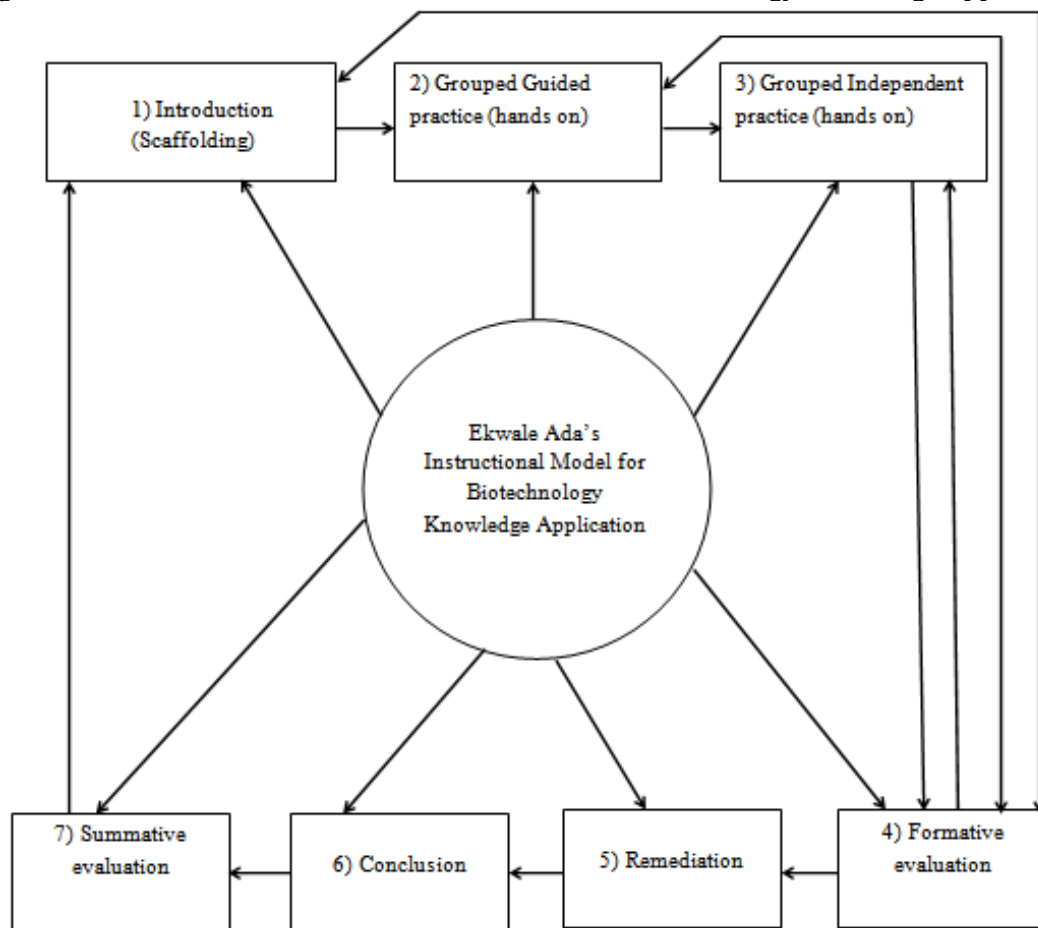 1) Introduction
(Scaffolding)
2) Grouped Guided
practice (hands on)
3) Grouped Independent
practice (hands on)
Ekwale Ada’s
Instructional Model for
Biotechnology
Knowledge Application
7) Summative
evaluation
6) Conclusion
5) Remediation
4) Formative
evaluation